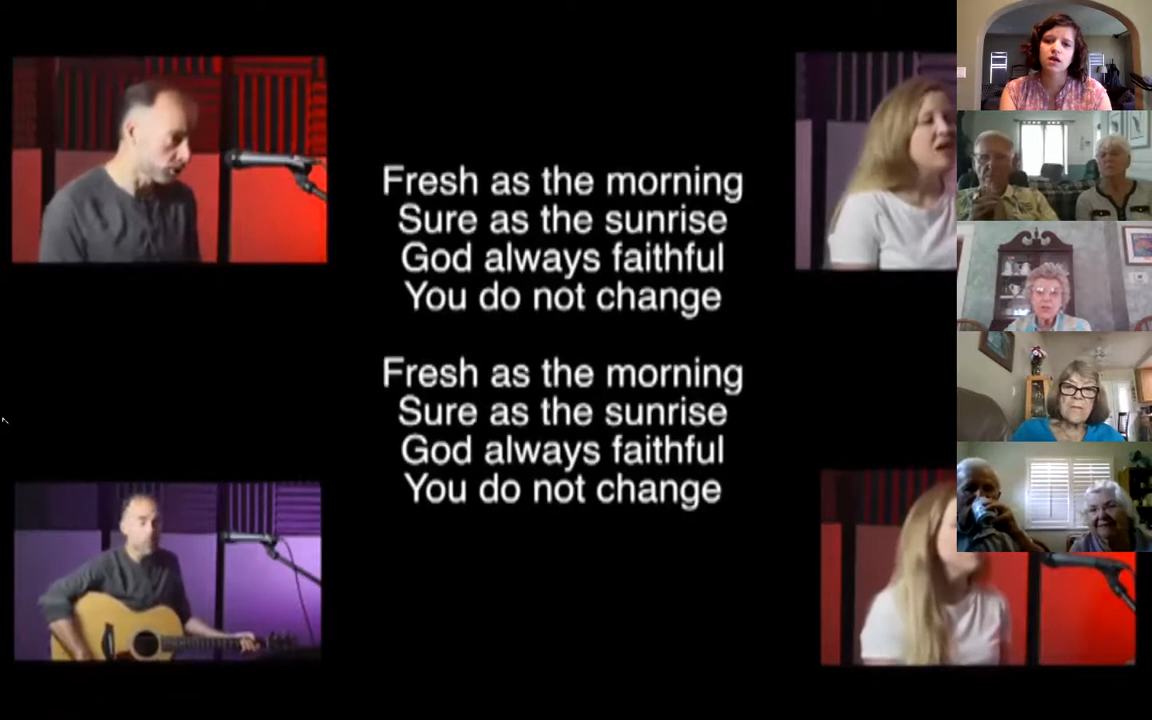 Fresh as the morning
Sure as the sunrise
God always faithful
You do not change
Fresh as the morning
Sure as the sunrise
God always faithful
You do not change